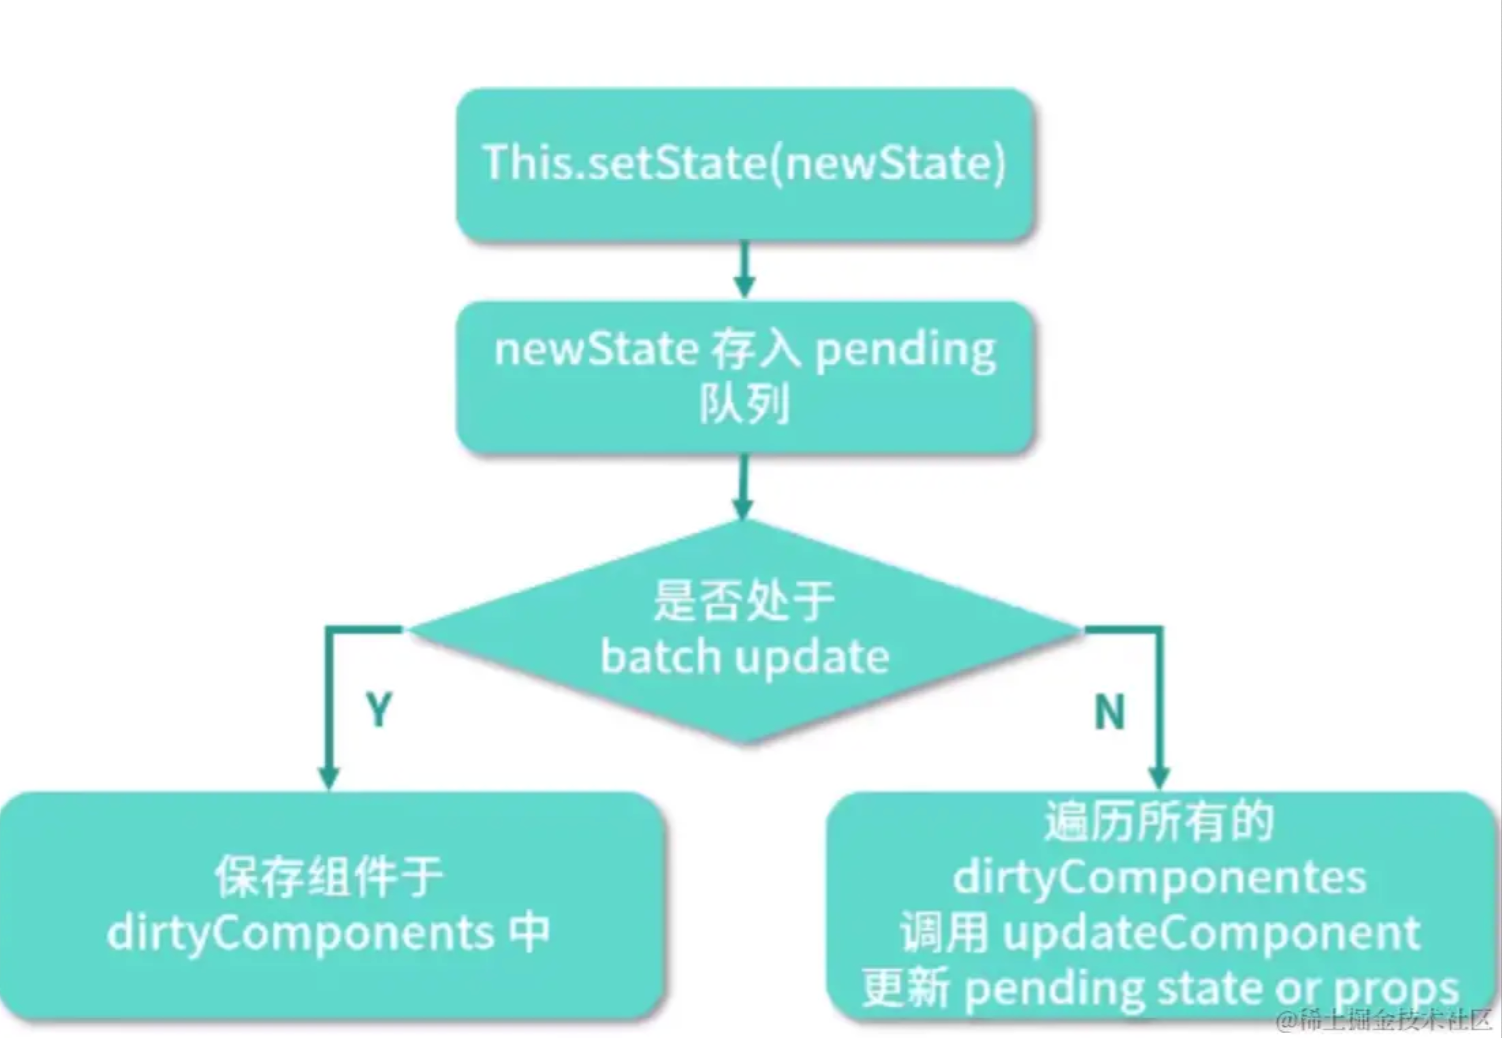 This.setState(newState)
newState 存入 pending
队列
是否处于
batch update
Y
N
保存组件于
dirtyComponents 中
遍历所有的
dirtyComponentes
调用 updateComponent
更新 pending state or props
@稀土掘金技术社区